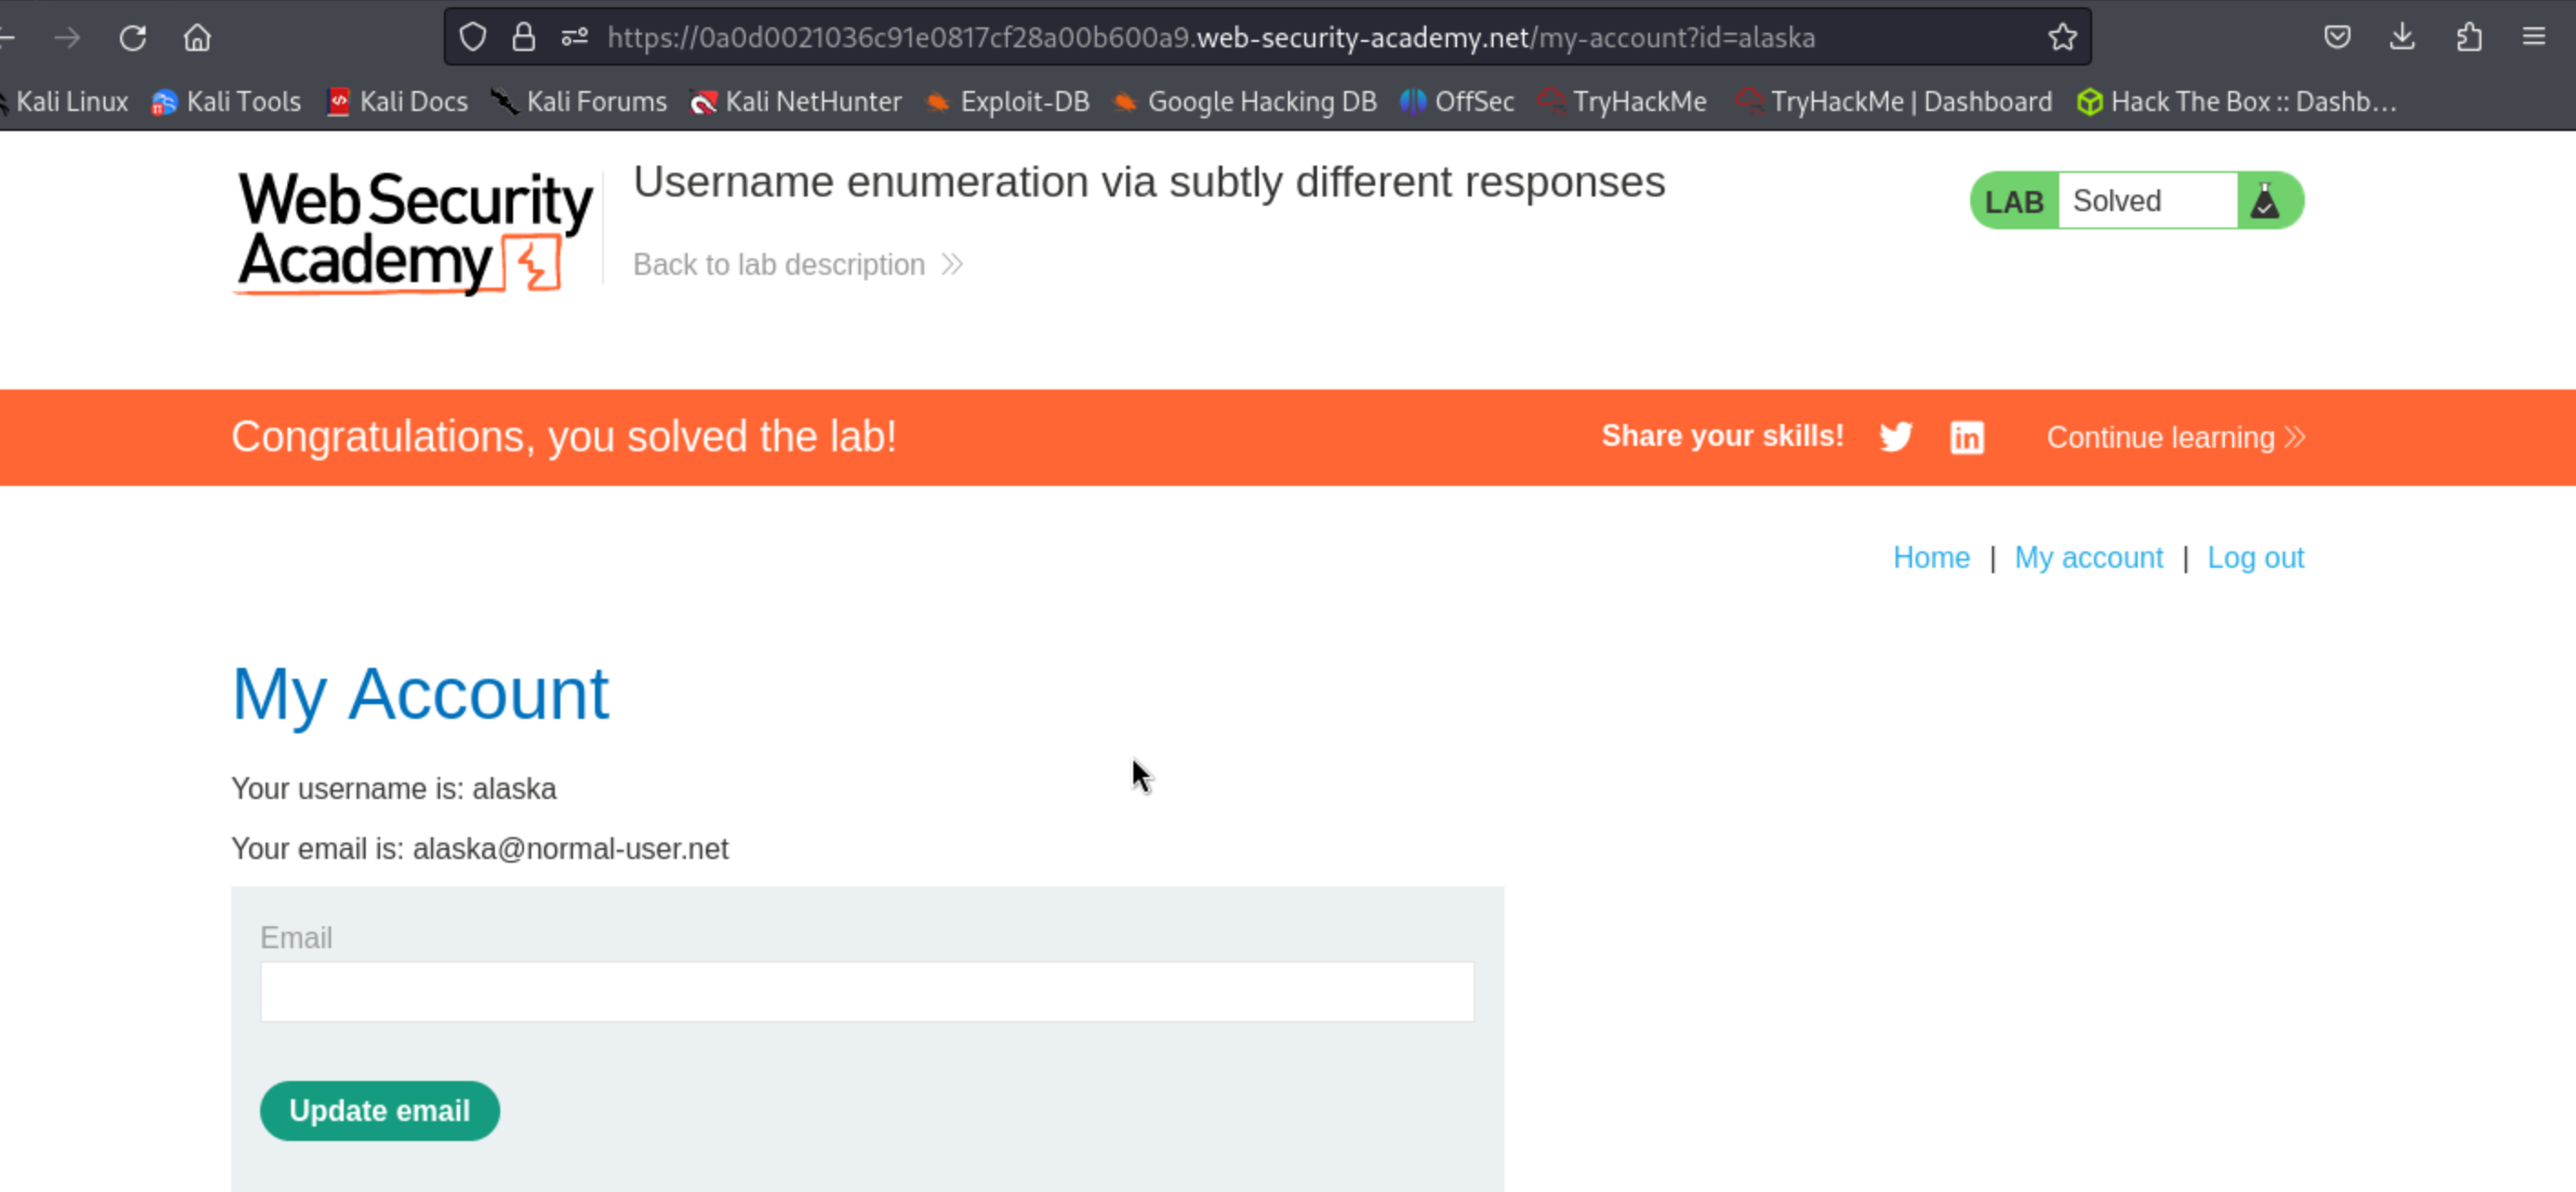 https://0a0d0021036c91e0817cf28a00b600a9.web-security-academy.net/my-account?id=alaska
Kali Linux Kali Tools Kali Docs Kali Forums Kali NetHunter Exploit-DB Google Hacking DB OffSec TryHackMe TryHackMe | Dashboard Hack The Box :: Dashb…
Web Security
Academy
Username enumeration via subtly different responses
Back to lab description
LAB Solved
Congratulations, you solved the lab!
Share your skills! Continue learning
Home | My account | Log out
My Account
Your username is: alaska
Your email is: alaska@normal-user.net
Email
Update email